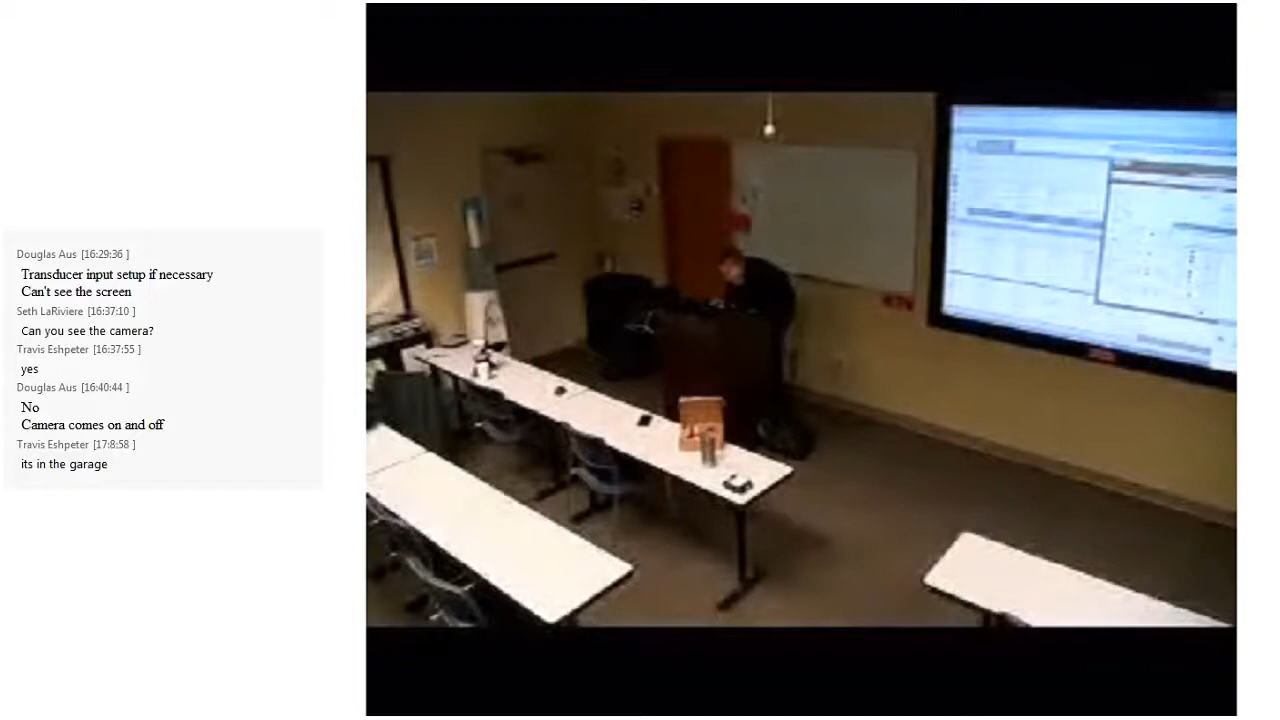 Douglas Aus [16:29:36 ]
Transducer input setup if necessary
Can't see the screen
Seth LaRiviere [16:37:10 ]
Can you see the camera?
Travis Eshpeter [16:37:55 ]
yes
Douglas Aus [16:40:44 ]
No
Camera comes on and off
Travis Eshpeter [17:8:58 ]
its in the garage